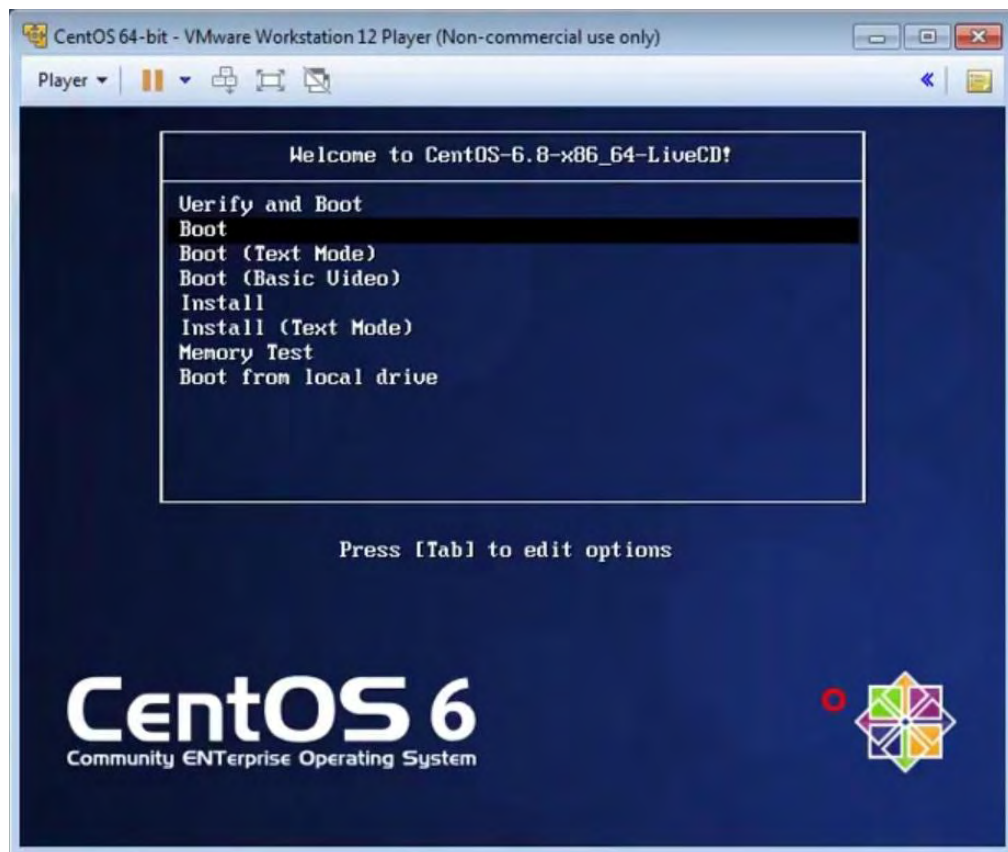 CentOS 64-bit - VMware Workstation 12 Player (Non-commercial use only)
Player
Welcome to CentOS-6.8-x86_64-LiveCD!
Verify and Boot
Boot
Boot (Text Mode)
Boot (Basic Video)
Install
Install (Text Mode)
Memory Test
Boot from local drive
Press [Tab] to edit options
CentOS 6
Community ENTerprise Operating System